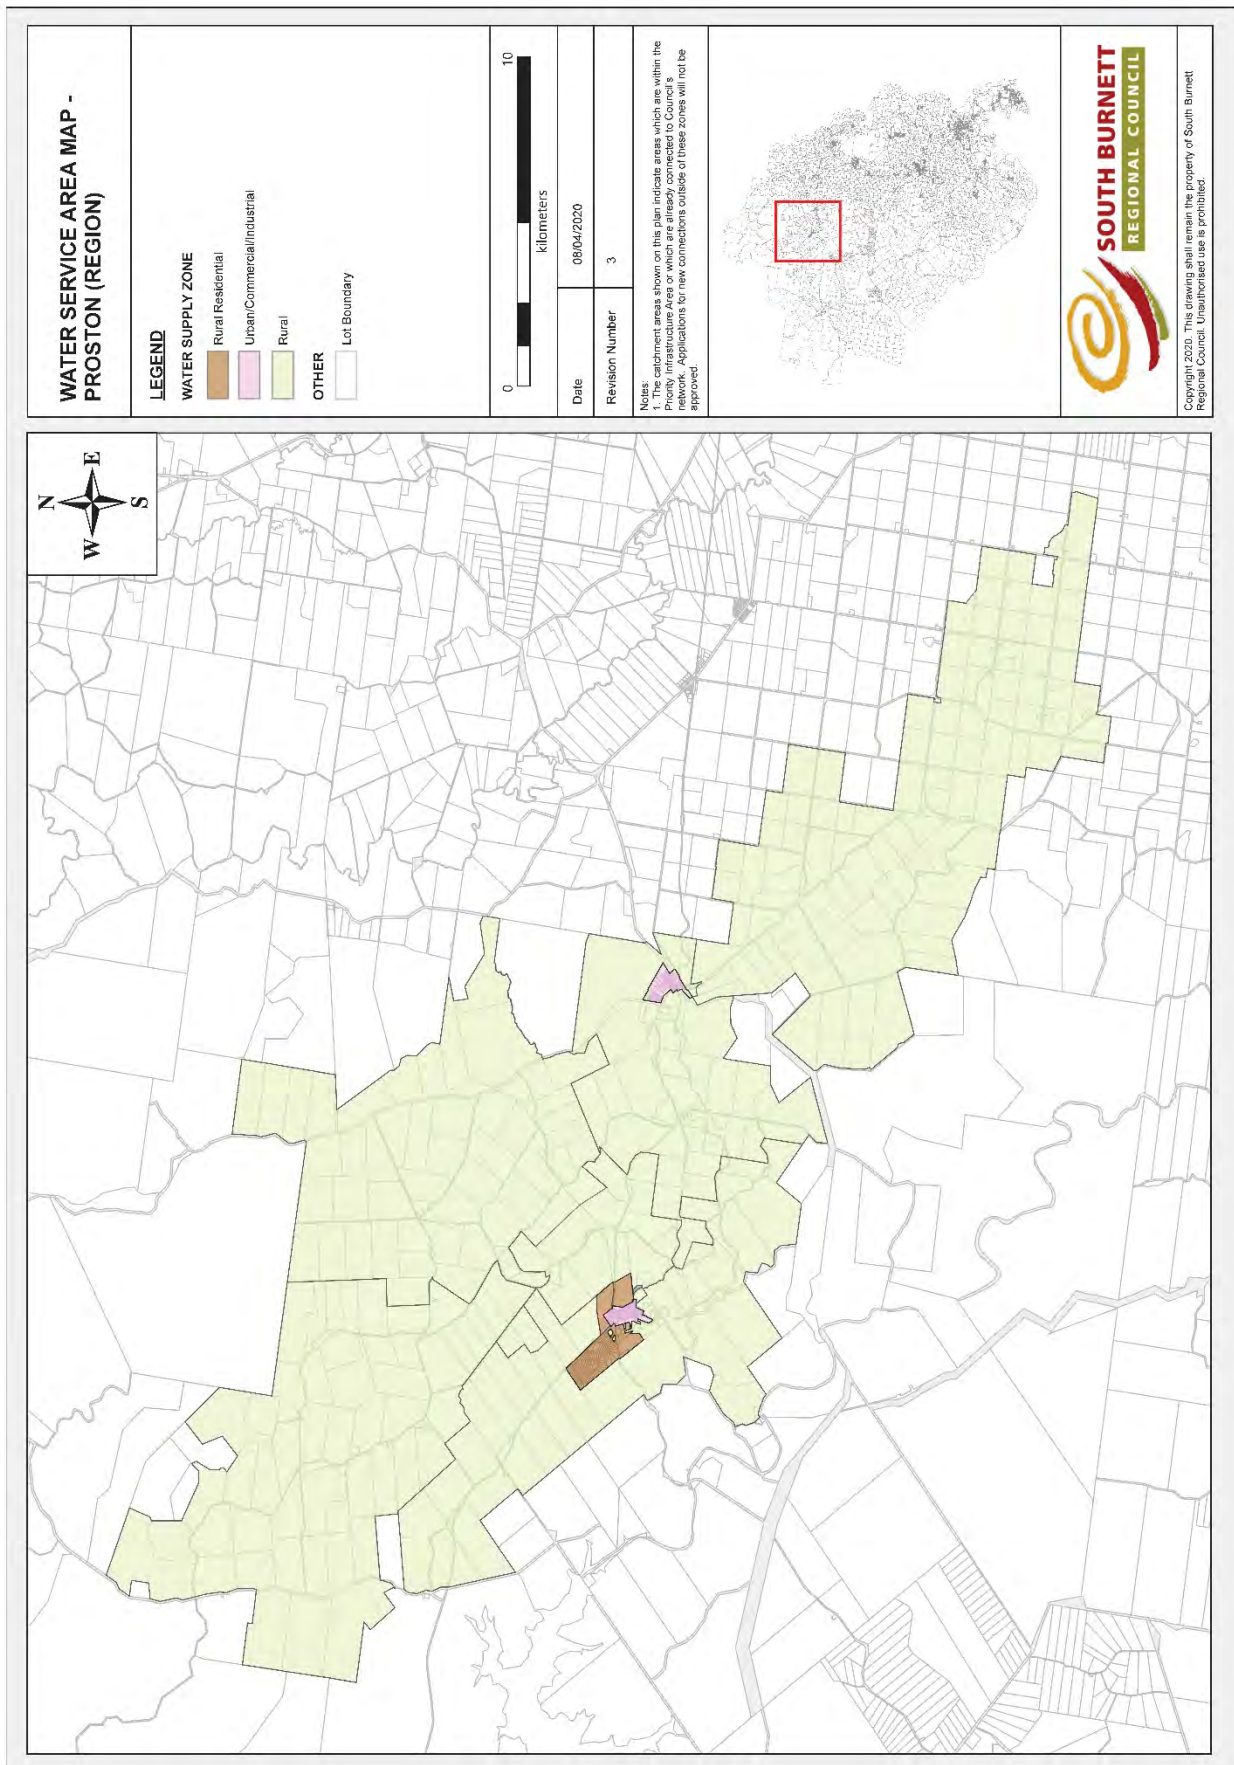 WATER SERVICE AREA MAP -
PROSTON (REGION)
LEGEND
WATER SUPPLY ZONE
Rural Residential
Urban/Commercial/Industrial
Rural
OTHER
Lot Boundary
0
10
kilometers
Date
08/04/2020
Revision Number
3
Notes:
1. The catchment areas shown on this plan indicate areas which are within the
Priority Infrastructure Area or which are already connected to Council's
network. Applications for new connections outside of these zones will not be
approved.
SOUTH BURNETT
REGIONAL COUNCIL
Copyright 2020. This drawing shall remain the property of South Burnett
Regional Council. Unauthorised use is prohibited.
N
W
E
S